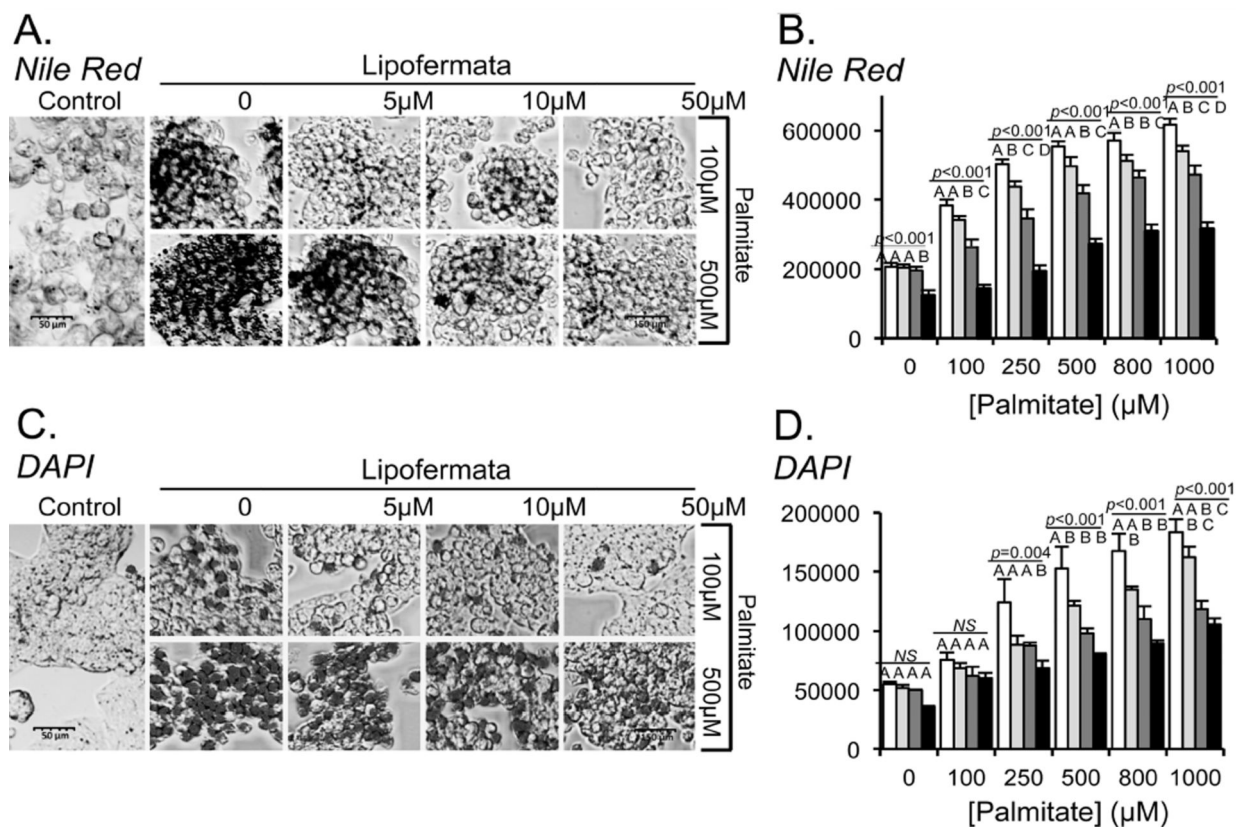 A.
Nile Red
Lipofermata
Control 0 5µM 10µM 50µM
100µM
500µM
Palmitate
50 µm
150 µm
B.
Nile Red
600000
400000
200000
0
p<0.001
A A A B
p<0.001
A A B C
p<0.001
A B C D
p<0.001
A A B C
p<0.001
A B B C
p<0.001
A B C D
0 100 250 500 800 1000
[Palmitate] (µM)
C.
DAPI
Lipofermata
Control 0 5µM 10µM 50µM
100µM
500µM
Palmitate
50 µm
D.
DAPI
200000
150000
100000
50000
0
NS
A A A A
NS
A A A A
p=0.004
A A A B
p<0.001
A B B B
p<0.001
A A B B
B
p<0.001
A A B C
B C
0 100 250 500 800 1000
[Palmitate] (µM)